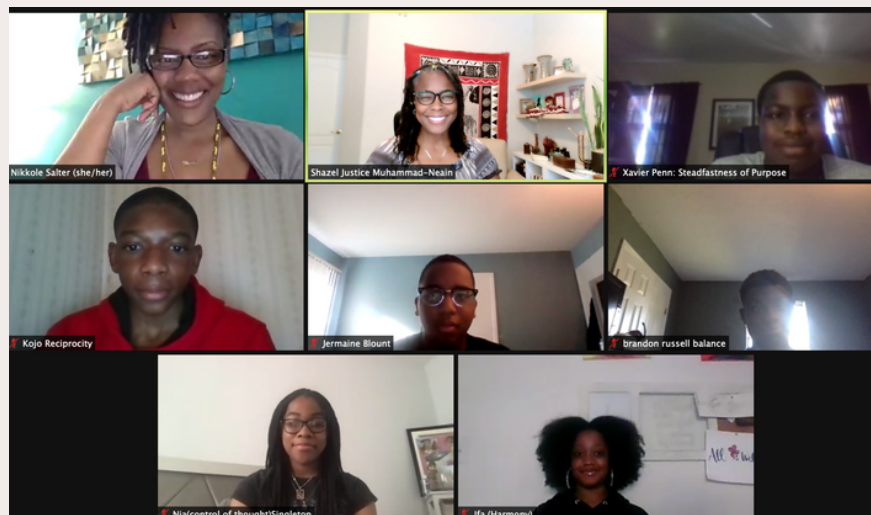 Nikkole Salter (she/her)
Shazel Justice Muhammad-Neain
Xavier Penn: Steadfastness of Purpose
Kojo Reciprocity
Jermaine Blount
brandon russell balance
Nia(control of thought)Singleton
Ifa (Harmony)
All